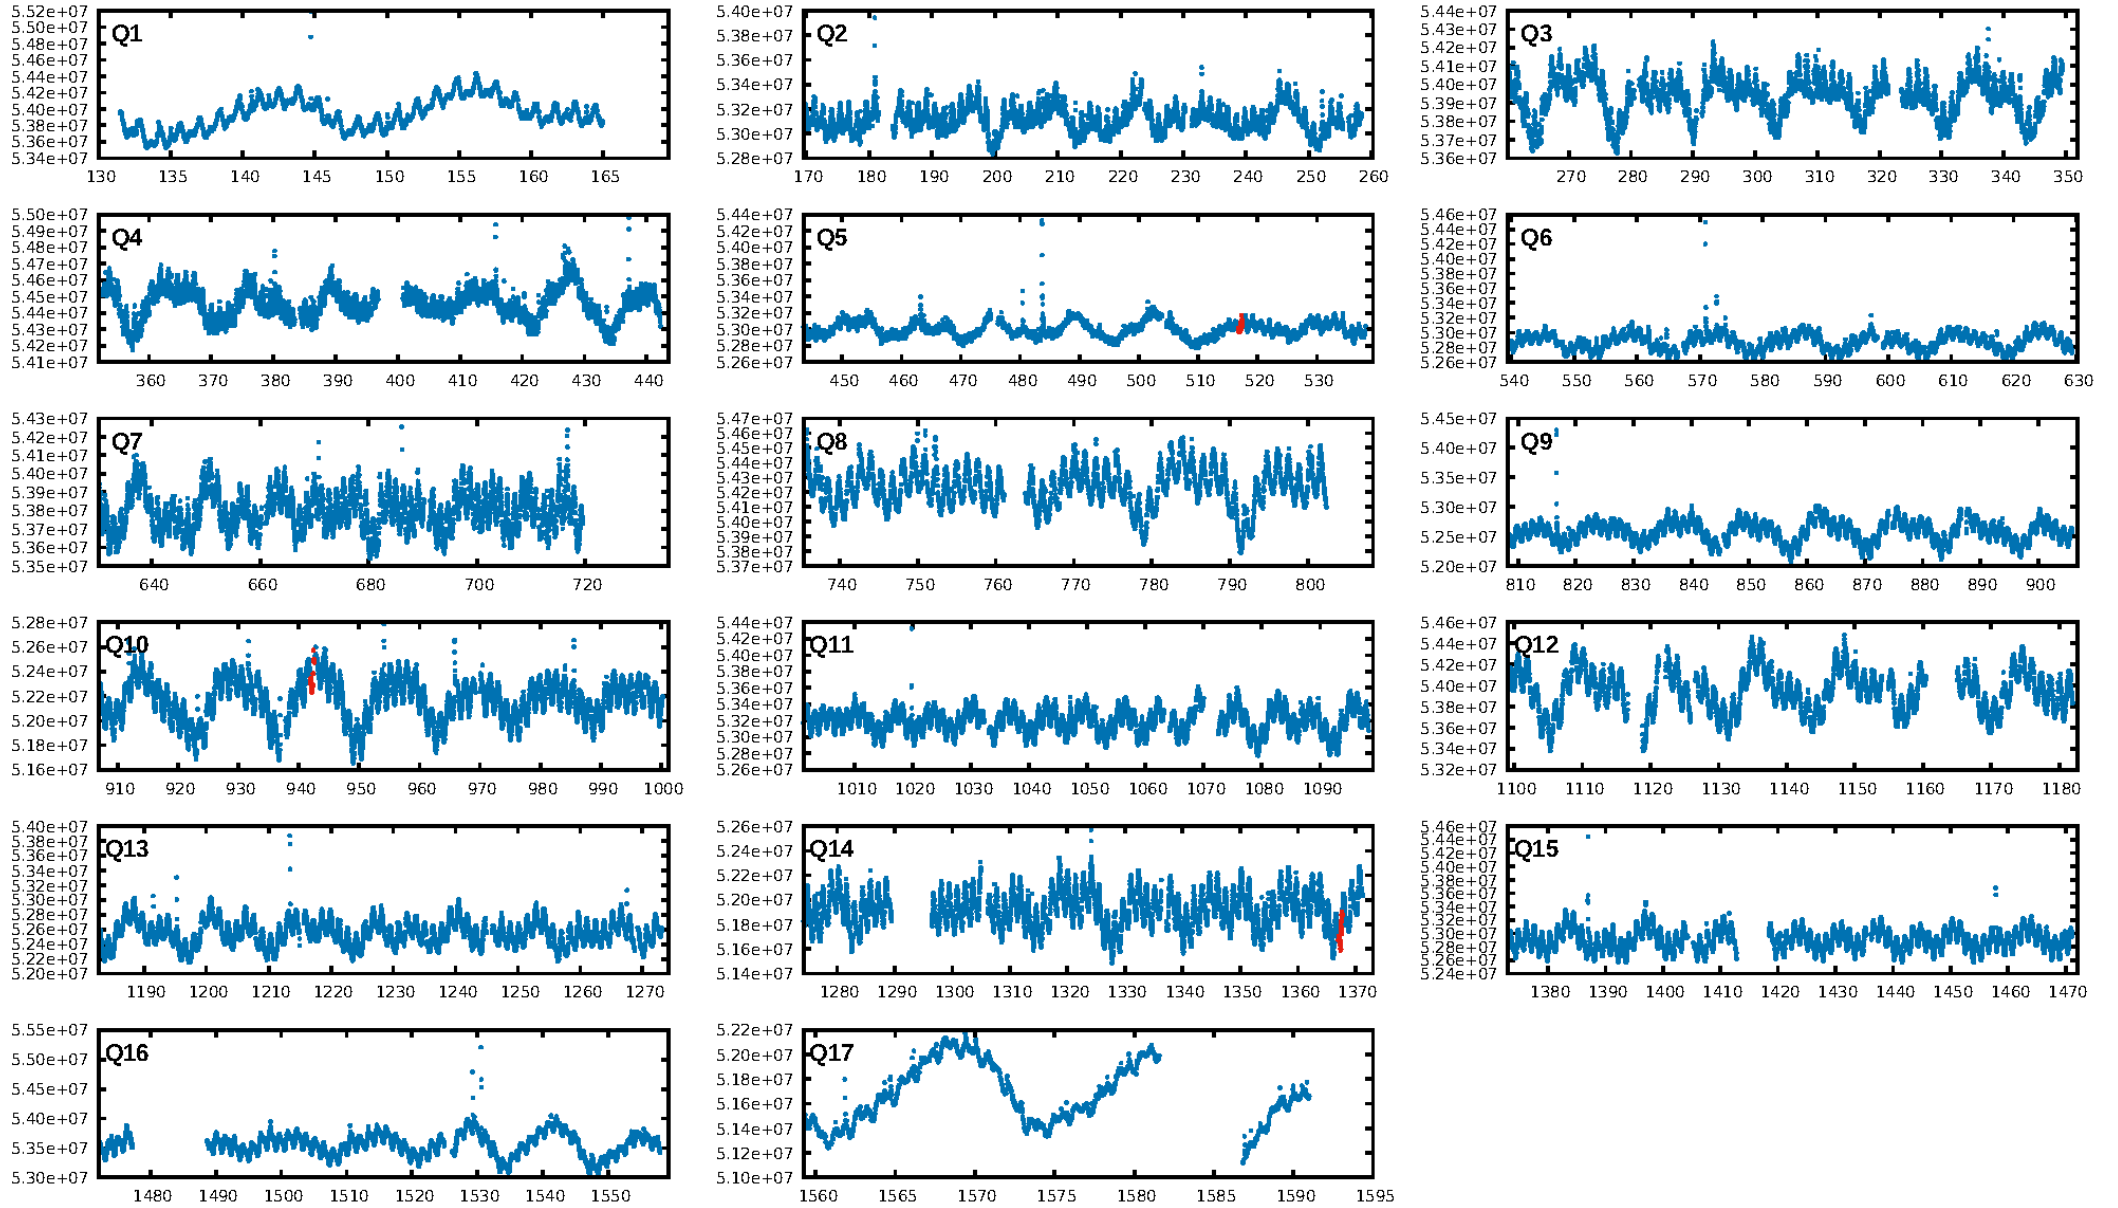 5.52e+07
5.50e+07
5.48e+07
5.46e+07
5.44e+07
5.42e+07
5.40e+07
5.38e+07
5.36e+07
5.34e+07
Q1
130 135 140 145 150 155 160 165
5.40e+07
5.38e+07
5.36e+07
5.34e+07
5.32e+07
5.30e+07
5.28e+07
Q2
170 180 190 200 210 220 230 240 250 260
5.44e+07
5.43e+07
5.42e+07
5.41e+07
5.40e+07
5.39e+07
5.38e+07
5.37e+07
5.36e+07
Q3
270 280 290 300 310 320 330 340 350
5.50e+07
5.49e+07
5.48e+07
5.47e+07
5.46e+07
5.45e+07
5.44e+07
5.43e+07
5.42e+07
5.41e+07
Q4
360 370 380 390 400 410 420 430 440
5.44e+07
5.42e+07
5.40e+07
5.38e+07
5.36e+07
5.34e+07
5.32e+07
5.30e+07
5.28e+07
5.26e+07
Q5
450 460 470 480 490 500 510 520 530
5.46e+07
5.44e+07
5.42e+07
5.40e+07
5.38e+07
5.36e+07
5.34e+07
5.32e+07
5.30e+07
5.28e+07
5.26e+07
Q6
540 550 560 570 580 590 600 610 620 630
5.43e+07
5.42e+07
5.41e+07
5.40e+07
5.39e+07
5.38e+07
5.37e+07
5.36e+07
5.35e+07
Q7
640 660 680 700 720
5.47e+07
5.46e+07
5.45e+07
5.44e+07
5.43e+07
5.42e+07
5.41e+07
5.40e+07
5.39e+07
5.38e+07
5.37e+07
Q8
740 750 760 770 780 790 800
5.45e+07
5.40e+07
5.35e+07
5.30e+07
5.25e+07
5.20e+07
Q9
810 820 830 840 850 860 870 880 890 900
5.28e+07
5.26e+07
5.24e+07
5.22e+07
5.20e+07
5.18e+07
5.16e+07
Q10
910 920 930 940 950 960 970 980 990 1000
5.44e+07
5.42e+07
5.40e+07
5.38e+07
5.36e+07
5.34e+07
5.32e+07
5.30e+07
5.28e+07
5.26e+07
Q11
1010 1020 1030 1040 1050 1060 1070 1080 1090
5.46e+07
5.44e+07
5.42e+07
5.40e+07
5.38e+07
5.36e+07
5.34e+07
5.32e+07
Q12
1100 1110 1120 1130 1140 1150 1160 1170 1180
5.40e+07
5.38e+07
5.36e+07
5.34e+07
5.32e+07
5.30e+07
5.28e+07
5.26e+07
5.24e+07
5.22e+07
5.20e+07
Q13
1190 1200 1210 1220 1230 1240 1250 1260 1270
5.26e+07
5.24e+07
5.22e+07
5.20e+07
5.18e+07
5.16e+07
5.14e+07
Q14
1280 1290 1300 1310 1320 1330 1340 1350 1360 1370
5.46e+07
5.44e+07
5.42e+07
5.40e+07
5.38e+07
5.36e+07
5.34e+07
5.32e+07
5.30e+07
5.28e+07
5.26e+07
5.24e+07
Q15
1380 1390 1400 1410 1420 1430 1440 1450 1460 1470
5.55e+07
5.50e+07
5.45e+07
5.40e+07
5.35e+07
5.30e+07
Q16
1480 1490 1500 1510 1520 1530 1540 1550
5.22e+07
5.20e+07
5.18e+07
5.16e+07
5.14e+07
5.12e+07
5.10e+07
Q17
1560 1565 1570 1575 1580 1585 1590 1595